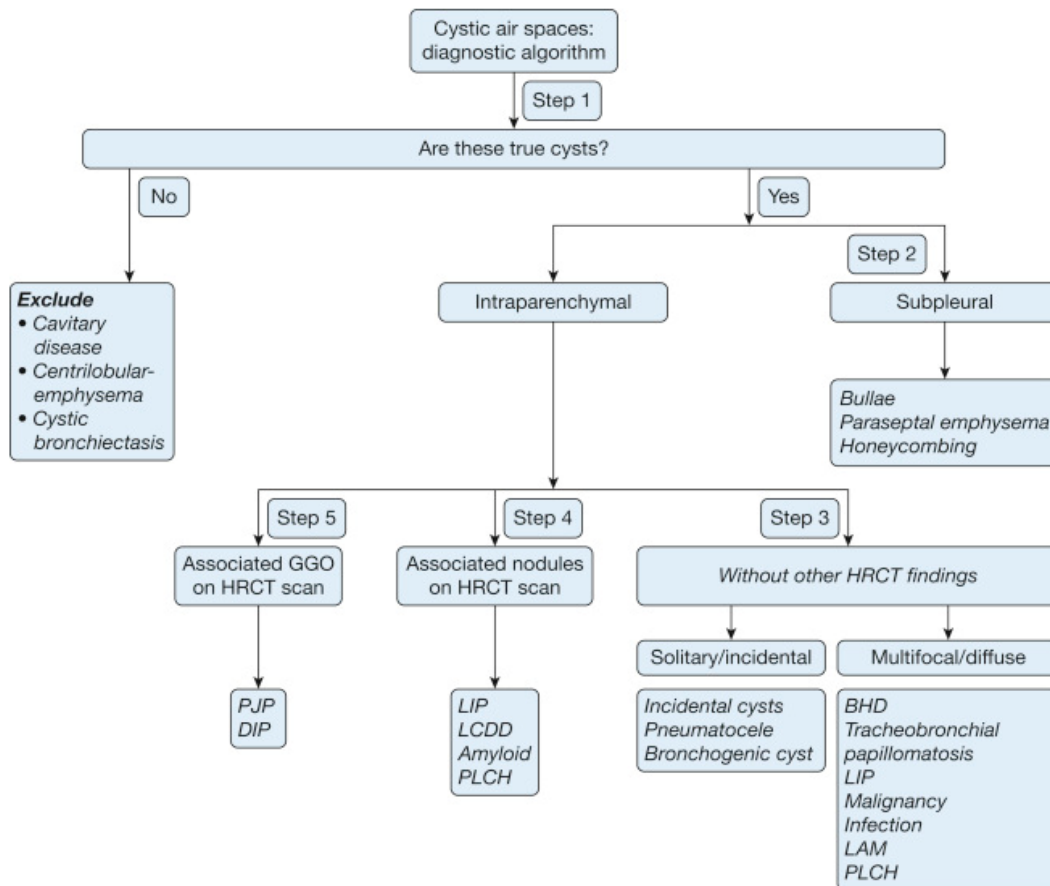 Cystic air spaces:
diagnostic algorithm
Step 1
Are these true cysts?
No
Yes
Step 2
Exclude
• Cavitary
disease
• Centrilobular-
emphysema
• Cystic
bronchiectasis
Intraparenchymal
Subpleural
Bullae
Paraseptal emphysema
Honeycombing
Step 5
Step 4
Step 3
Associated GGO
on HRCT scan
Associated nodules
on HRCT scan
Without other HRCT findings
Solitary/incidental
Multifocal/diffuse
PJP
DIP
LIP
LCDD
Amyloid
PLCH
Incidental cysts
Pneumatocele
Bronchogenic cyst
BHD
Tracheobronchial
papillomatosis
LIP
Malignancy
Infection
LAM
PLCH